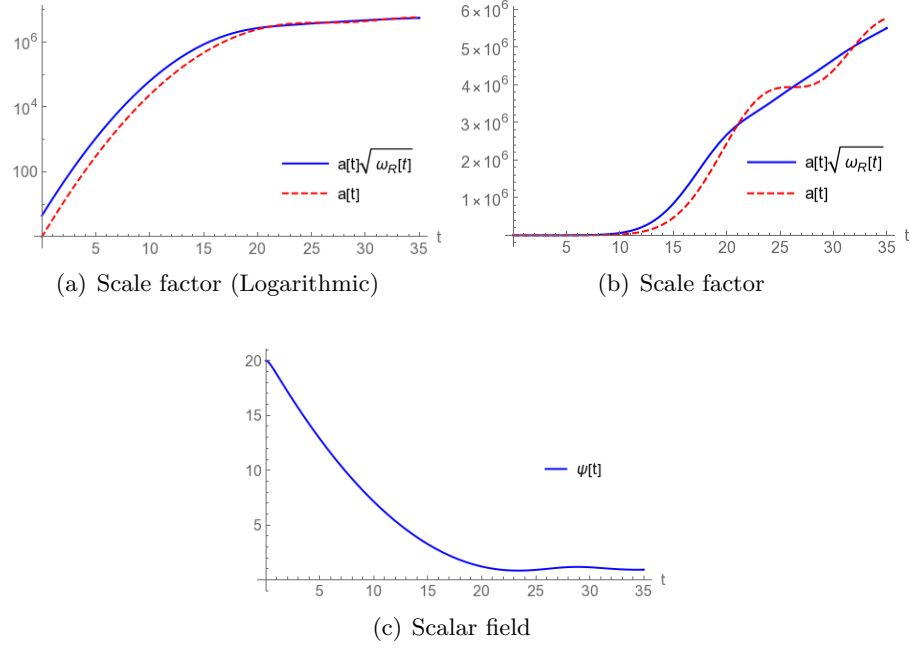 10^6
10^4
100
5 10 15 20 25 30 35 t
a[t]√ω_R[t]
a[t]
(a) Scale factor (Logarithmic)
6×10^6
5×10^6
4×10^6
3×10^6
2×10^6
1×10^6
5 10 15 20 25 30 35 t
a[t]√ω_R[t]
a[t]
(b) Scale factor
20
15
10
5
5 10 15 20 25 30 35 t
ψ[t]
(c) Scalar field